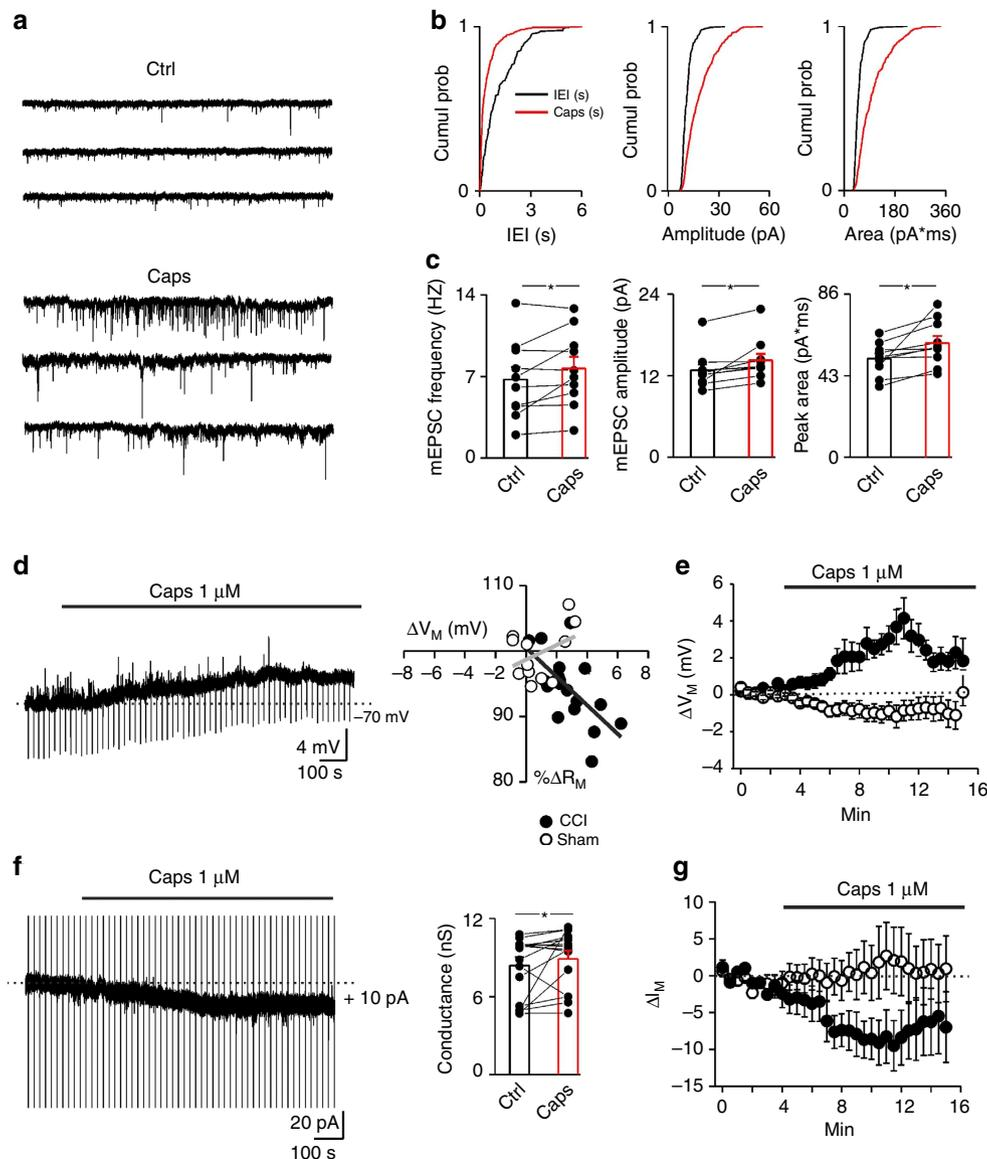 a
Ctrl
Caps
b
Cumul prob
1
0
0 3 6
IEI (s)
IEI (s)
Caps (s)
Cumul prob
1
0
0 30 60
Amplitude (pA)
Cumul prob
1
0
0 180 360
Area (pA*ms)
c
mEPSC frequency (HZ)
14
7
0
*
Ctrl
Caps
mEPSC amplitude (pA)
24
12
0
*
Ctrl
Caps
Peak area (pA*ms)
86
43
0
*
Ctrl
Caps
d
Caps 1 μM
–70 mV
4 mV
100 s
110
ΔVM (mV)
–8 –6 –4 –2 2 4 6 8
90
80
%ΔRM
CCI
Sham
e
Caps 1 μM
ΔVM (mV)
6
4
2
0
–2
–4
0 4 8 12 16
Min
f
Caps 1 μM
+ 10 pA
20 pA
100 s
Conductance (nS)
12
6
0
*
Ctrl
Caps
g
Caps 1 μM
ΔIM
10
5
0
–5
–10
–15
0 4 8 12 16
Min